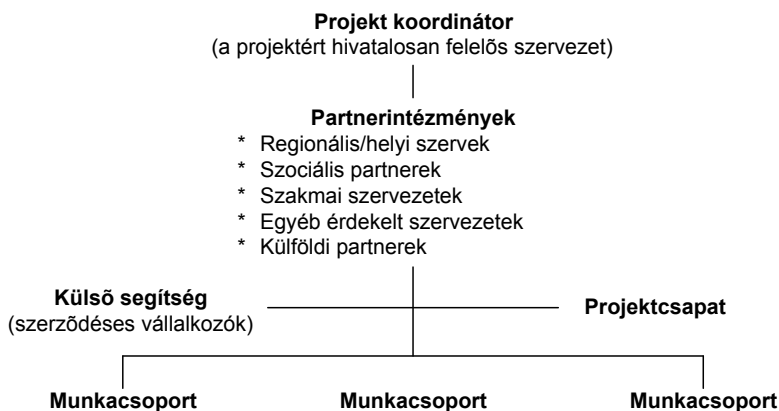 Projekt koordinátor
(a projektért hivatalosan felelõs szervezet)
Partnerintézmények
* Regionális/helyi szervek
* Szociális partnerek
* Szakmai szervezetek
* Egyéb érdekelt szervezetek
* Külföldi partnerek
Külsõ segítség
(szerzõdéses vállalkozók)
Projektcsapat
Munkacsoport
Munkacsoport
Munkacsoport